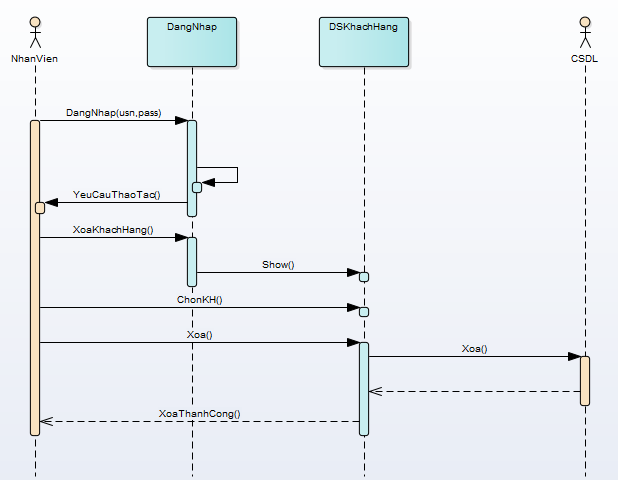 DangNhap
DSKhachHang
NhanVien
CSDL
DangNhap(usn,pass)
YeuCauThaoTac()
XoaKhachHang()
Show()
ChonKH()
Xoa()
Xoa()
XoaThanhCong()